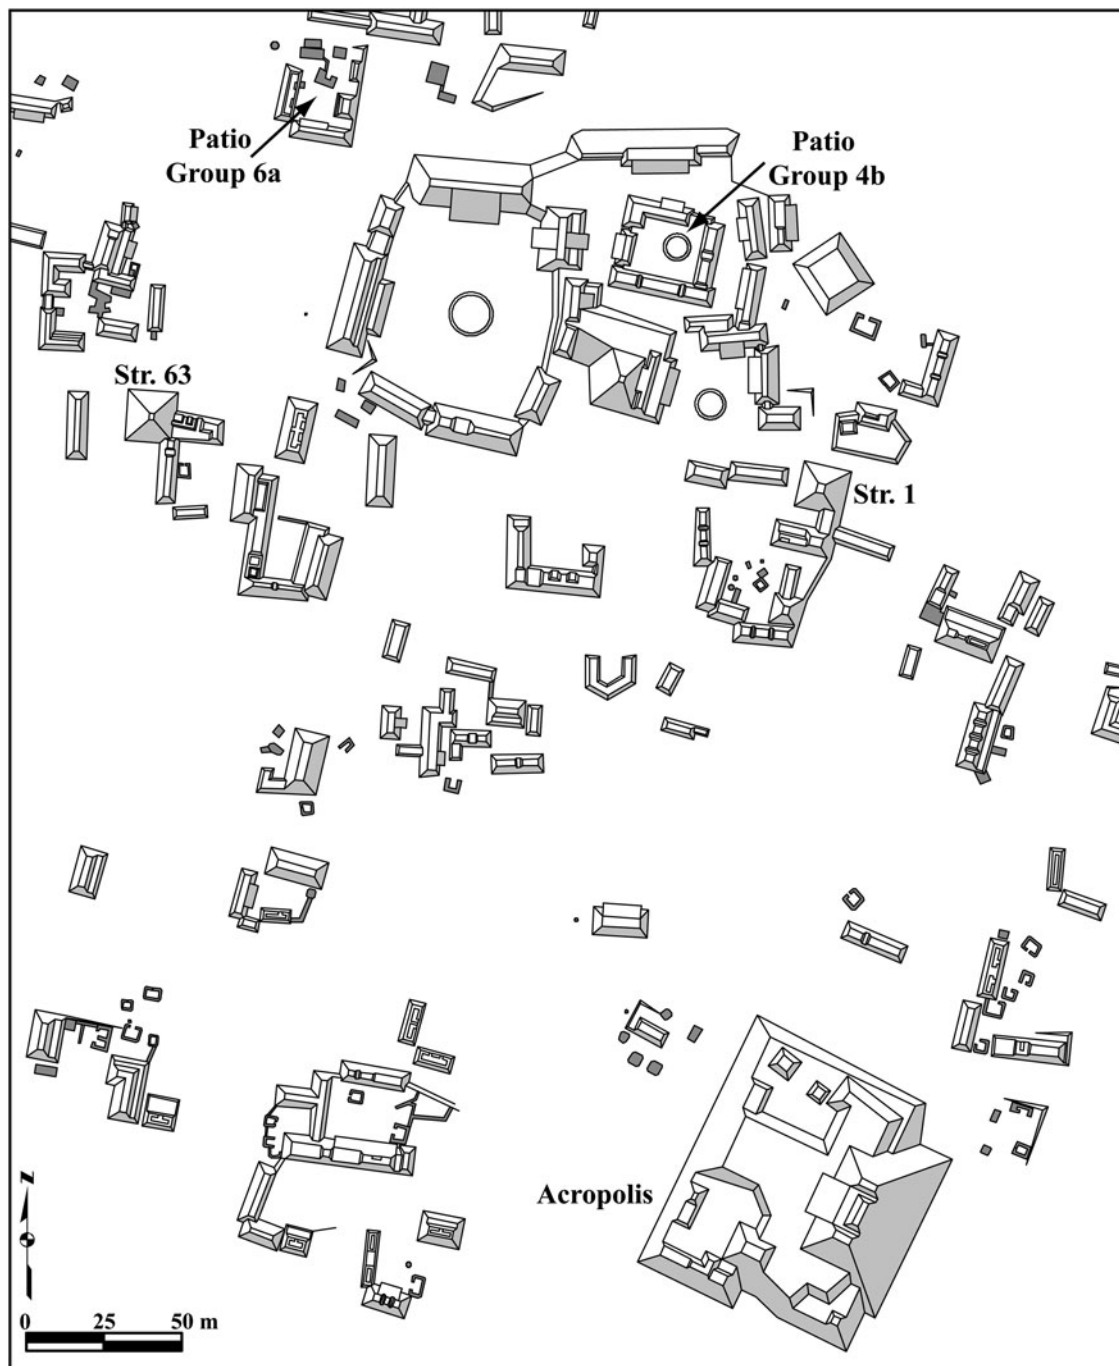 Patio
Group 6a
Patio
Group 4b
Str. 63
Str. 1
Acropolis
N
0 25 50 m